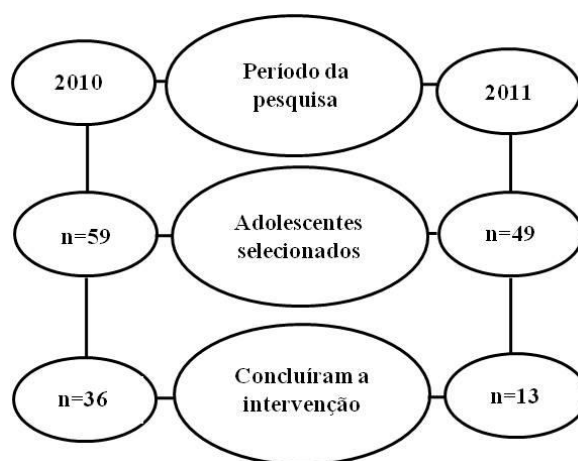 2010
Período da
pesquisa
2011
n=59
Adolescentes
selecionados
n=49
n=36
Concluíram a
intervenção
n=13